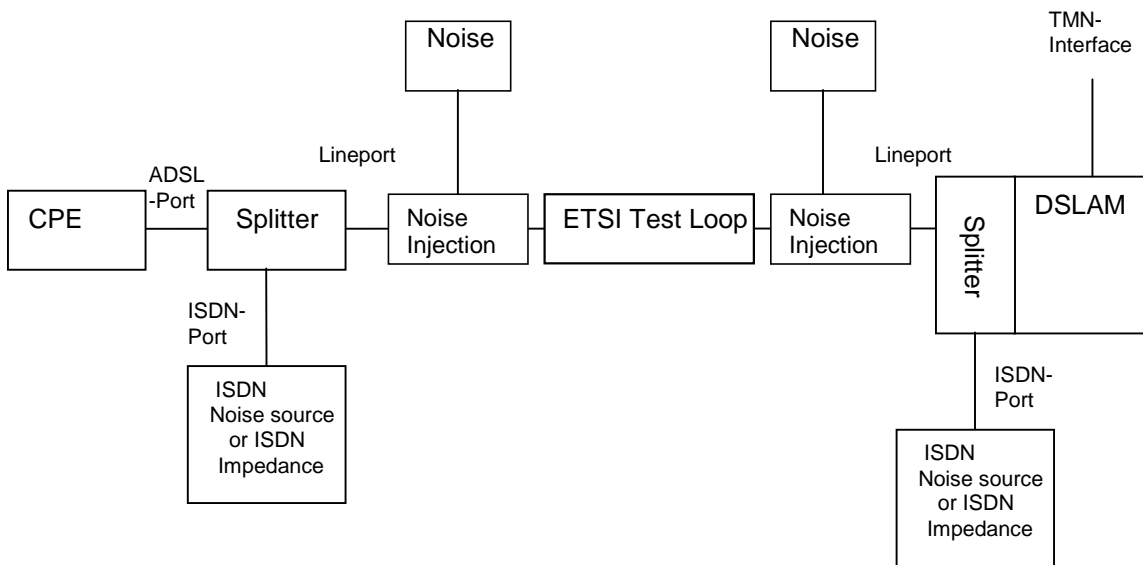 Noise
Noise
TMN-
Interface
Lineport
Lineport
ADSL
-Port
CPE
Splitter
Noise
Injection
ETSI Test Loop
Noise
Injection
Splitter
DSLAM
ISDN-
Port
ISDN
Noise source
or ISDN
Impedance
ISDN-
Port
ISDN
Noise source
or ISDN
Impedance